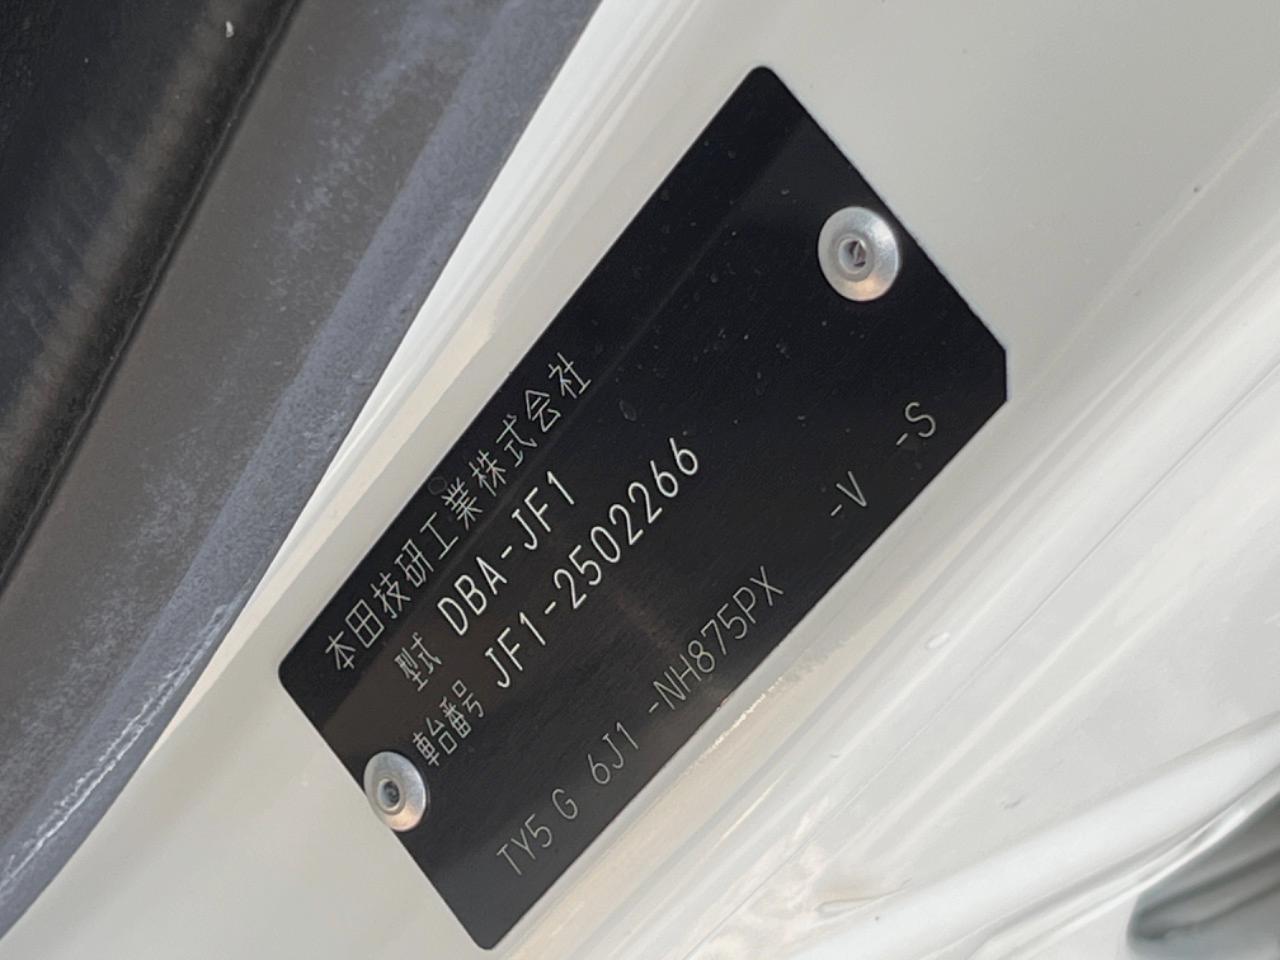 本田技研工業株式会社
型式 DBA-JF1
車台番号 JF1-2502266
TY5 G 6J1 -NH875PX -V -S